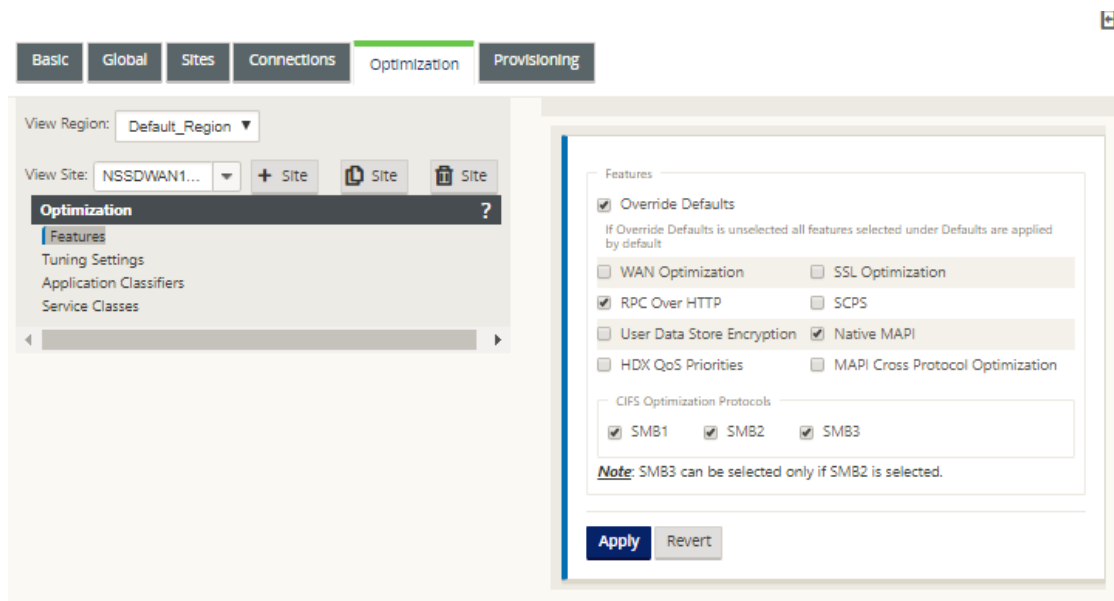 Basic Global Sites Connections Optimization Provisioning
View Region: Default_Region
View Site: NSSDWAN1... + Site Site Site
Optimization ?
Features
Tuning Settings
Application Classifiers
Service Classes
Features
Override Defaults
If Override Defaults is unselected all features selected under Defaults are applied
by default
WAN Optimization SSL Optimization
RPC Over HTTP SCPS
User Data Store Encryption Native MAPI
HDX QoS Priorities MAPI Cross Protocol Optimization
CIFS Optimization Protocols
SMB1 SMB2 SMB3
Note: SMB3 can be selected only if SMB2 is selected.
Apply Revert